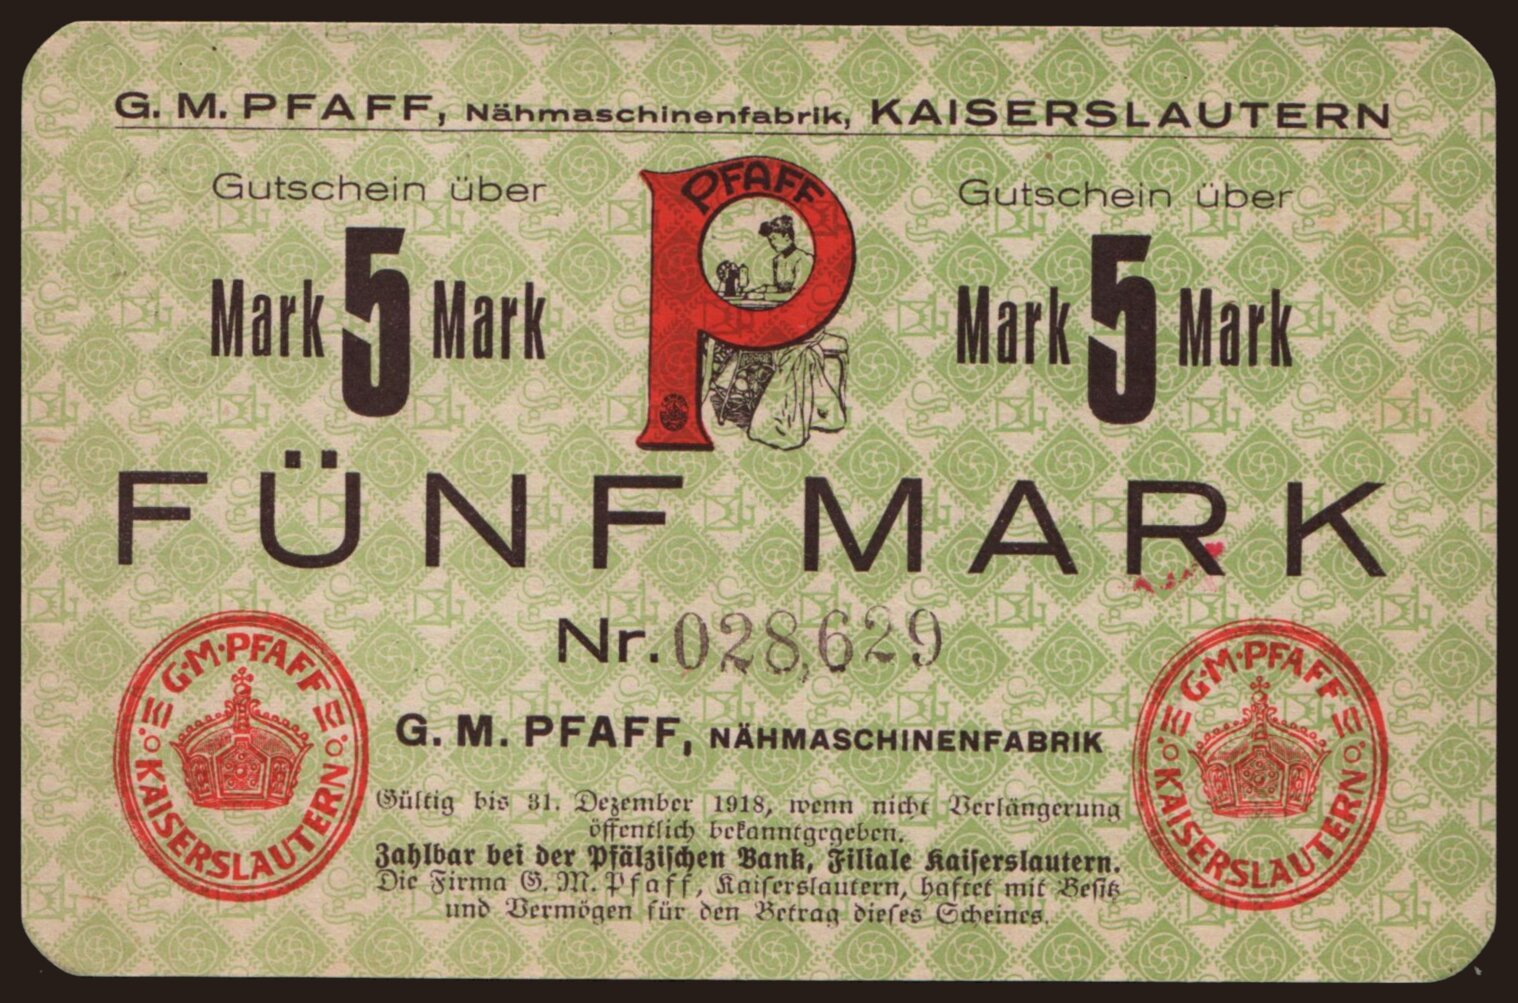 G. M. PFAFF, Nähmaschinenfabrik, KAISERSLAUTERN
Gutschein über
Mark 5 Mark
PFAFF
Gutschein über
Mark 5 Mark
FÜNF MARK
Nr. 028,629
G. M. PFAFF, NÄHMASCHINENFABRIK
Gültig bis 31. Dezember 1918, wenn nicht Verlängerung
öffentlich bekanntgegeben.
Zahlbar bei der Pfälzischen Bank, Filiale Kaiserslautern.
Die Firma G. M. Pfaff, Kaiserslautern, haftet mit Besitz
und Vermögen für den Betrag dieses Scheines.
G·M·PFAFF
KAISERSLAUTERN
G·M·PFAFF
KAISERSLAUTERN